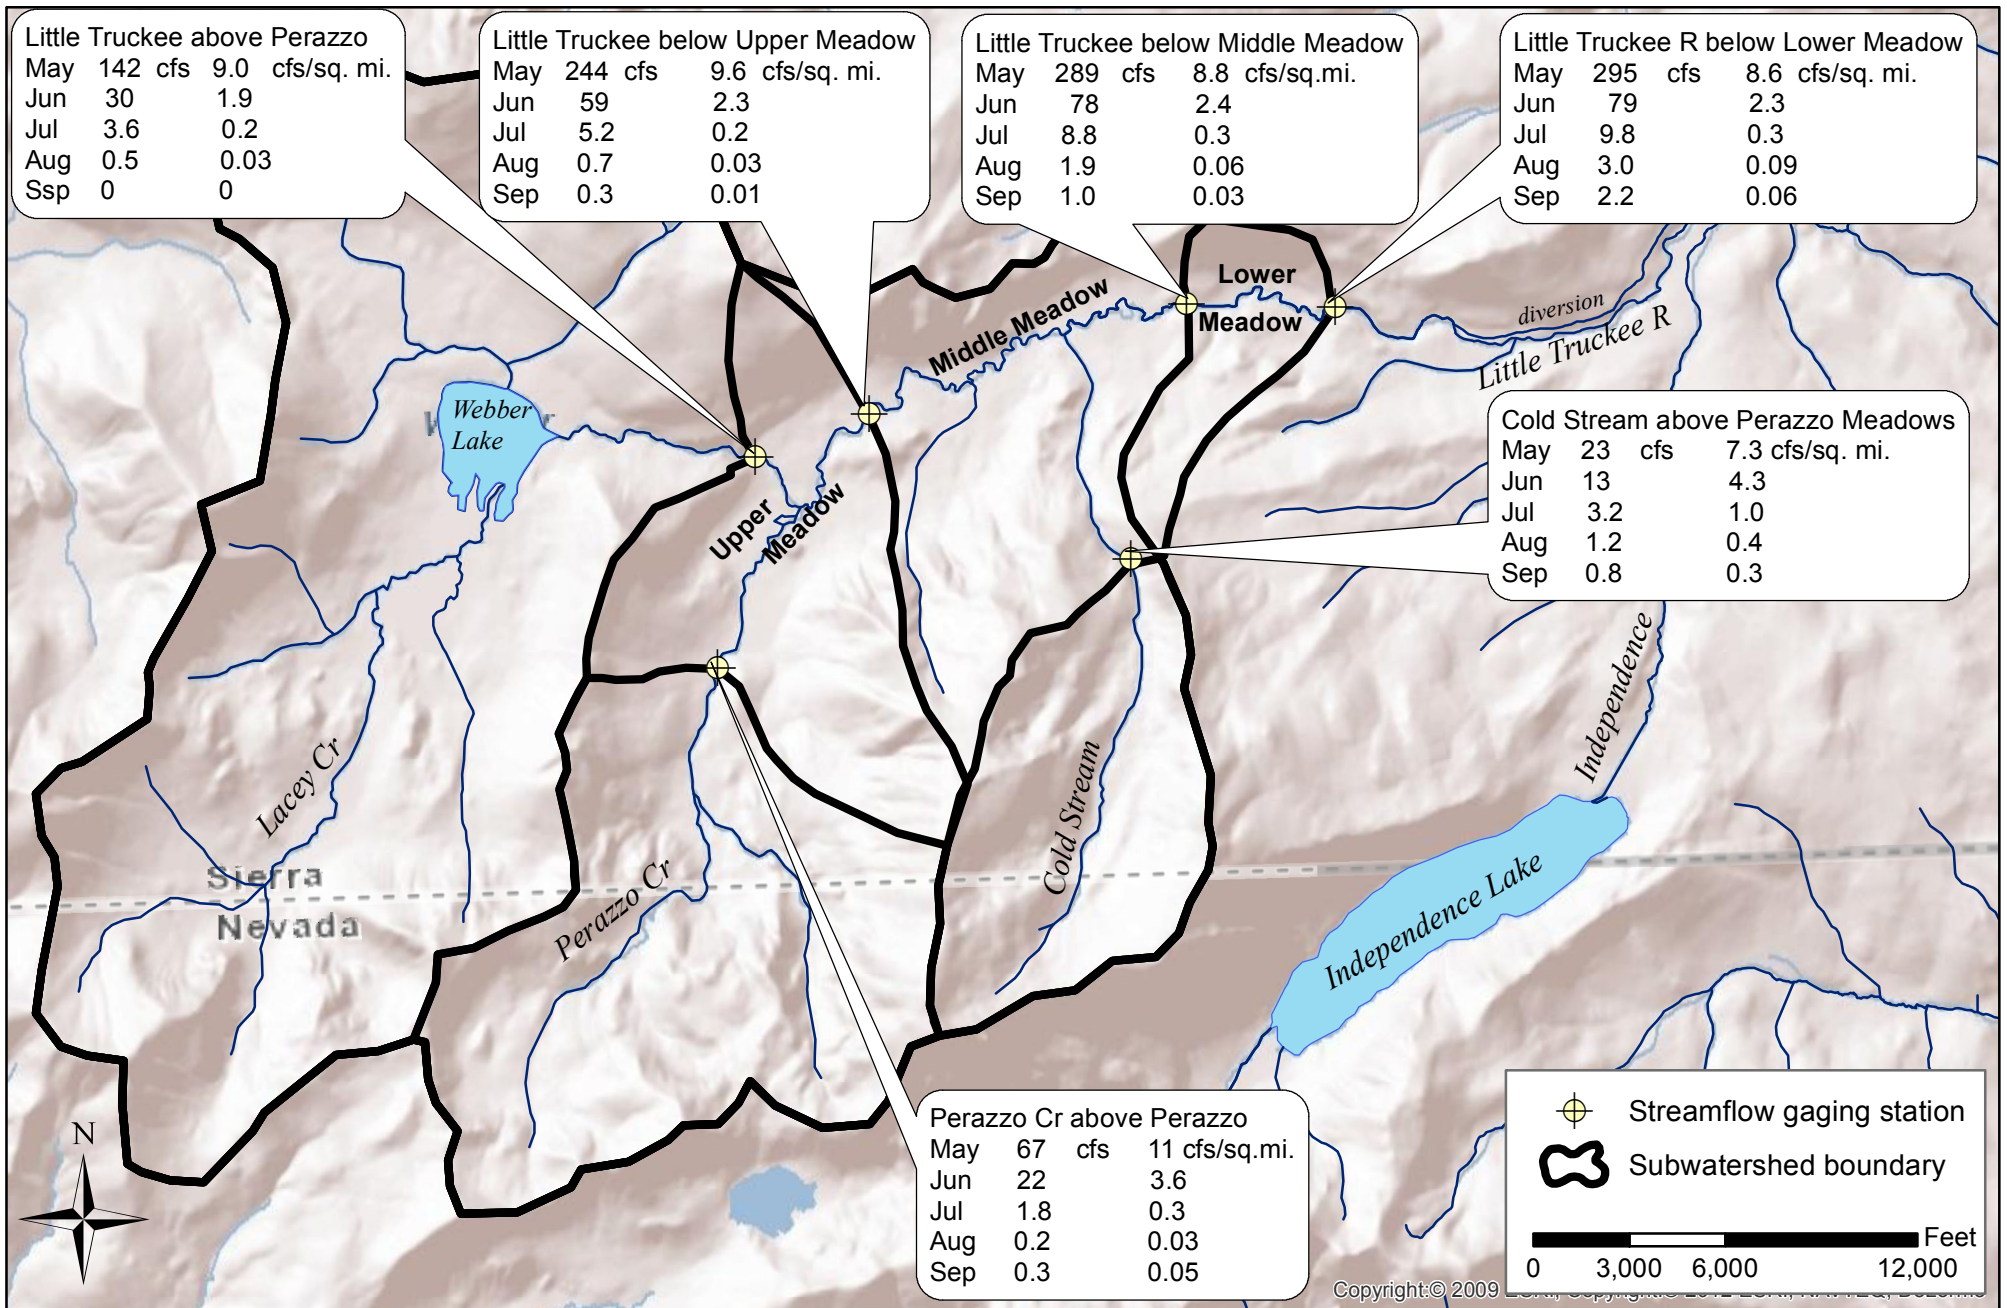 Little Truckee above Perazzo
May 142 cfs 9.0 cfs/sq. mi.
Jun 30 1.9
Jul 3.6 0.2
Aug 0.5 0.03
Ssp 0 0
Little Truckee below Upper Meadow
May 244 cfs 9.6 cfs/sq. mi.
Jun 59 2.3
Jul 5.2 0.2
Aug 0.7 0.03
Sep 0.3 0.01
Little Truckee below Middle Meadow
May 289 cfs 8.8 cfs/sq.mi.
Jun 78 2.4
Jul 8.8 0.3
Aug 1.9 0.06
Sep 1.0 0.03
Little Truckee R below Lower Meadow
May 295 cfs 8.6 cfs/sq. mi.
Jun 79 2.3
Jul 9.8 0.3
Aug 3.0 0.09
Sep 2.2 0.06
Lower
Meadow
Middle Meadow
diversion
Little Truckee R
Webber
Lake
Upper
Meadow
Cold Stream above Perazzo Meadows
May 23 cfs 7.3 cfs/sq. mi.
Jun 13 4.3
Jul 3.2 1.0
Aug 1.2 0.4
Sep 0.8 0.3
Independence
Lacey Cr
Cold Stream
Perazzo Cr
Sierra
Nevada
Independence Lake
Perazzo Cr above Perazzo
May 67 cfs 11 cfs/sq.mi.
Jun 22 3.6
Jul 1.8 0.3
Aug 0.2 0.03
Sep 0.3 0.05
N
Streamflow gaging station
Subwatershed boundary
Feet
0 3,000 6,000 12,000
Copyright:© 2009